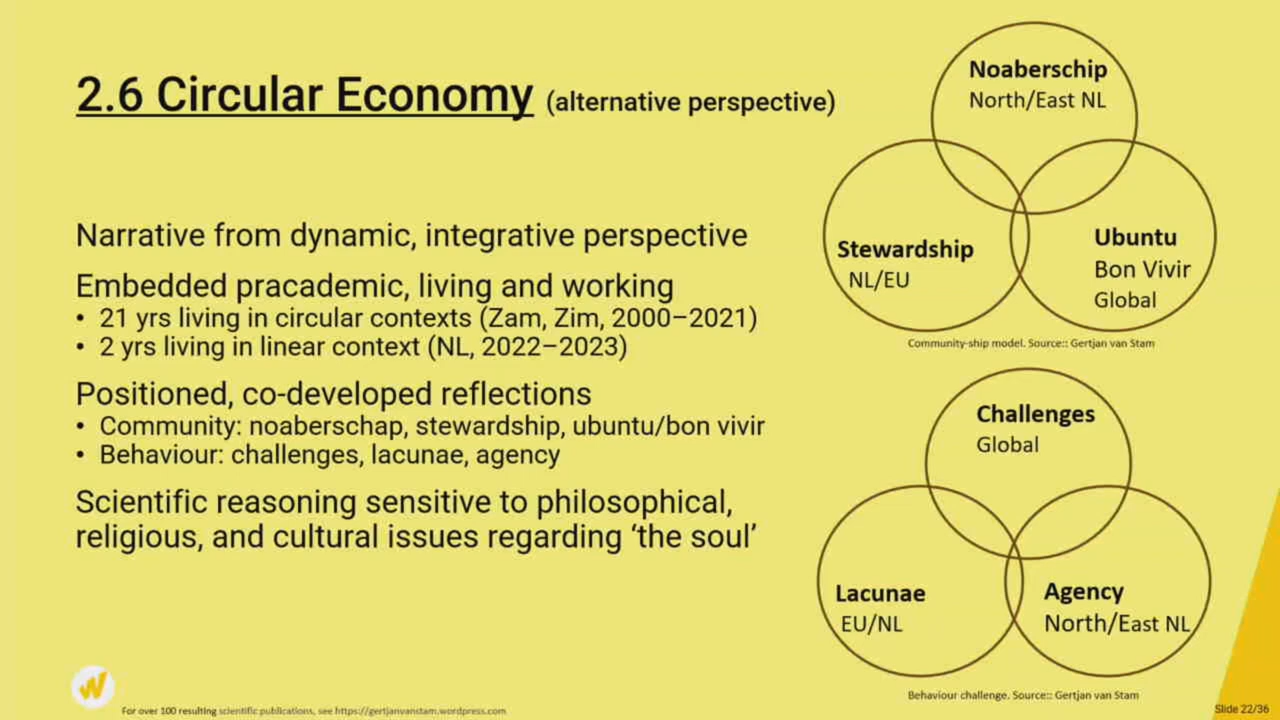 2.6 Circular Economy (alternative perspective)
Narrative from dynamic, integrative perspective
Embedded pracademic, living and working
• 21 yrs living in circular contexts (Zam, Zim, 2000–2021)
• 2 yrs living in linear context (NL, 2022–2023)
Positioned, co-developed reflections
• Community: noaberschap, stewardship, ubuntu/bon vivir
• Behaviour: challenges, lacunae, agency
Scientific reasoning sensitive to philosophical,
religious, and cultural issues regarding ‘the soul’
Noaberschip
North/East NL
Stewardship
NL/EU
Ubuntu
Bon Vivir
Global
Community-ship model. Source:: Gertjan van Stam
Challenges
Global
Lacunae
EU/NL
Agency
North/East NL
Behaviour challenge. Source:: Gertjan van Stam
For over 100 resulting scientific publications, see https://gertjanvanstam.wordpress.com
Slide 22/36